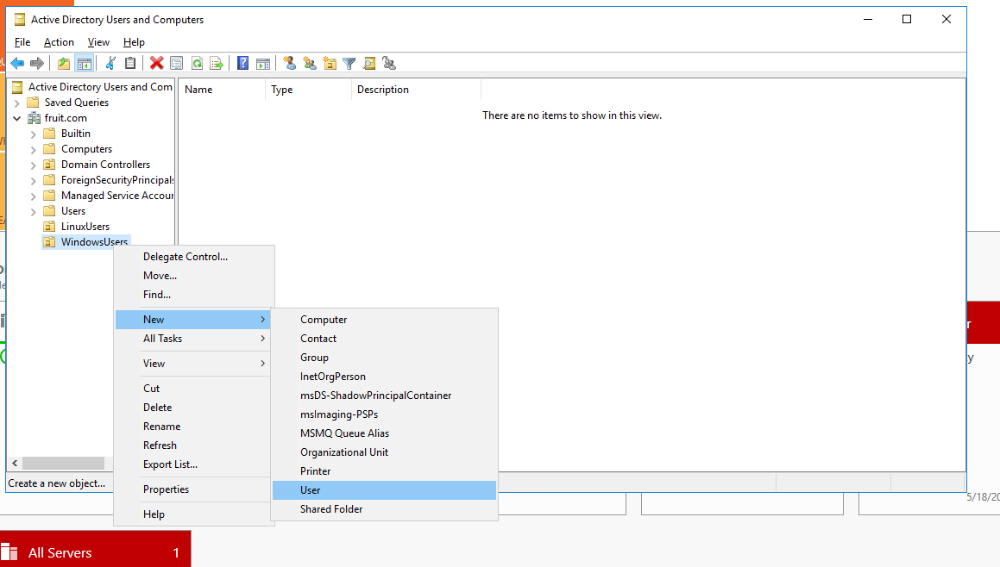 Active Directory Users and Computers
File Action View Help
Active Directory Users and Com
Name Type Description
Saved Queries
There are no items to show in this view.
fruit.com
Builtin
Computers
Domain Controllers
ForeignSecurityPrincipals
Managed Service Accour
Users
LinuxUsers
WindowsUsers
Delegate Control...
Move...
Find...
New
All Tasks
View
Cut
Delete
Rename
Refresh
Export List...
Properties
Help
Computer
Contact
Group
InetOrgPerson
msDS-ShadowPrincipalContainer
msImaging-PSPs
MSMQ Queue Alias
Organizational Unit
Printer
User
Shared Folder
Create a new object...
5/18/20
All Servers 1